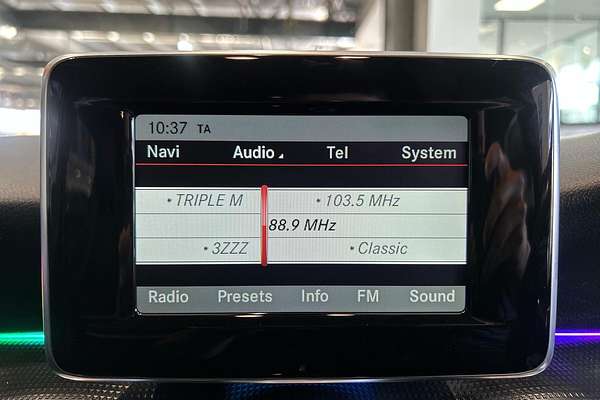 10:37 TA
Navi Audio Tel System
• TRIPLE M • 103.5 MHz
88.9 MHz
• 3ZZZ • Classic
Radio Presets Info FM Sound